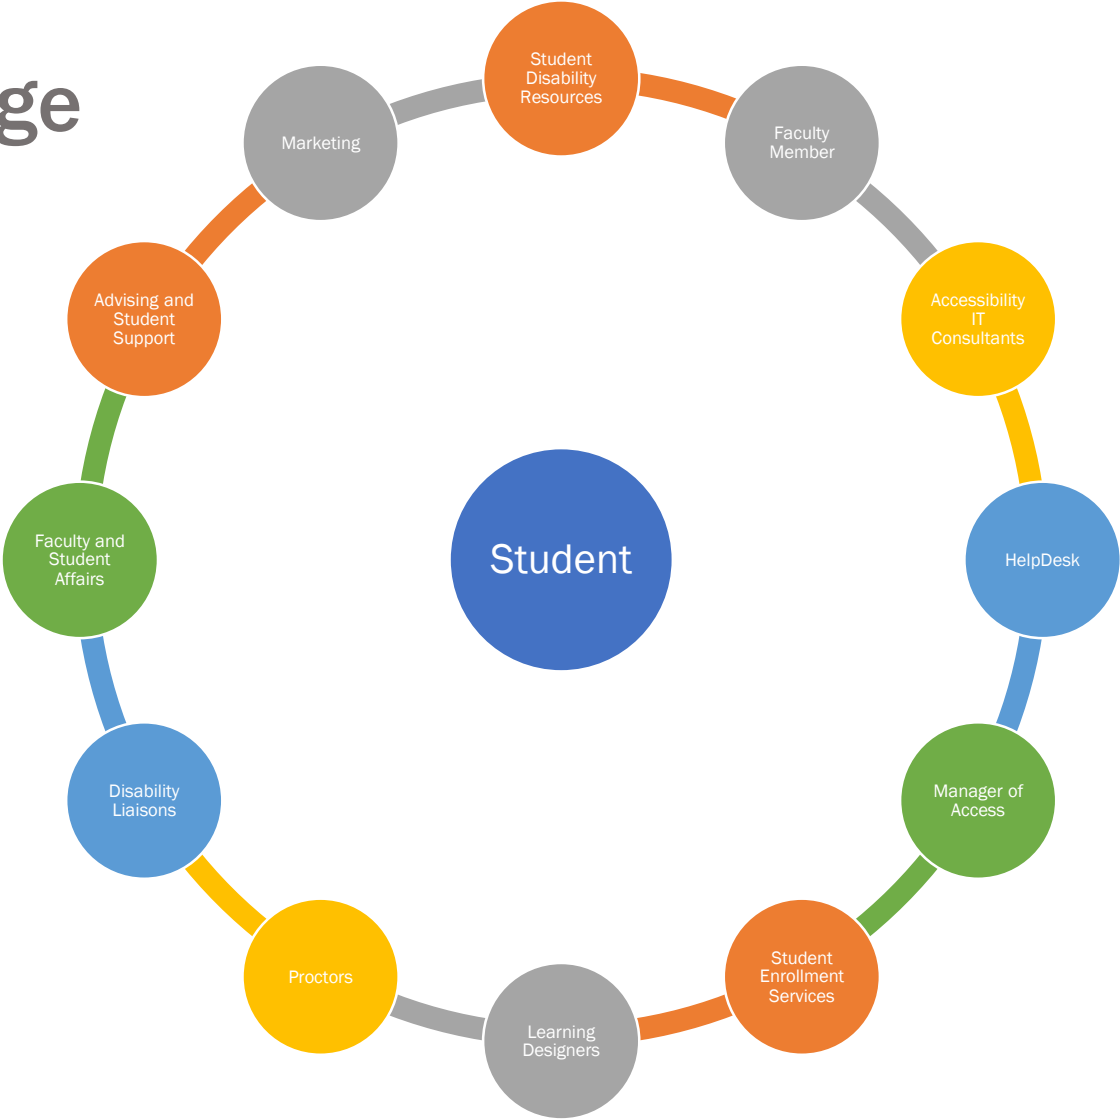 ge
Student
Disability
Resources
Faculty
Member
Accessibility
IT
Consultants
HelpDesk
Manager of
Access
Student
Enrollment
Services
Learning
Designers
Proctors
Disability
Liaisons
Faculty and
Student
Affairs
Advising and
Student
Support
Marketing
Student